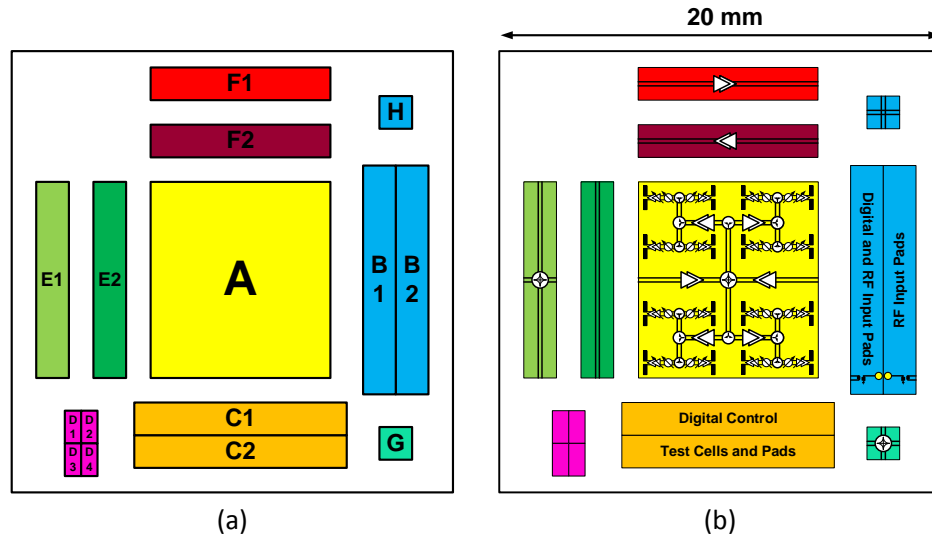 20 mm
F1
H
F2
E1
E2
A
B
1
B
2
D
1
D
2
D
3
D
4
C1
C2
G
Digital and RF Input Pads
RF Input Pads
Digital Control
Test Cells and Pads
(a)
(b)